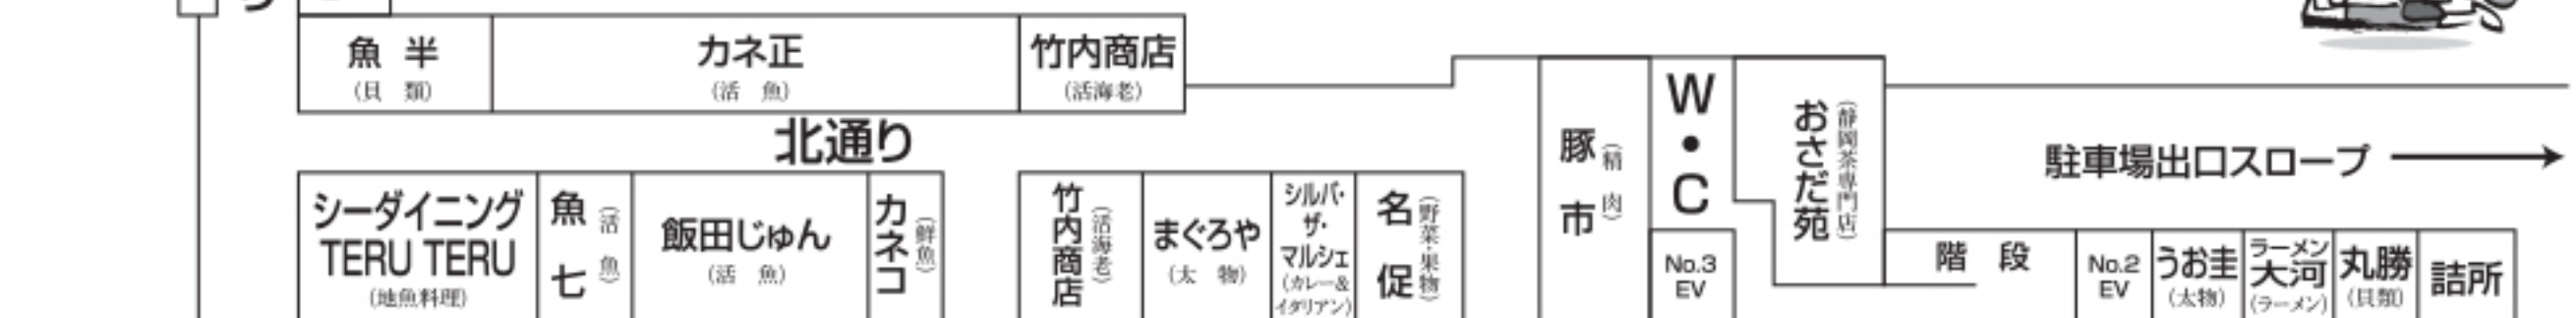 魚 半
(貝 類)
カネ正
(活 魚)
竹内商店
(活海老)
北通り
シーダイニング
TERU TERU
(地魚料理)
魚七
(活 魚)
飯田じゅん
(活 魚)
カネコ
(鮮魚)
竹内商店
(活海老)
まぐろや
(太 物)
シルバ・
ザ・
マルシェ
(カレー&
イタリアン)
名促
(野菜・果物)
豚市
(精 肉)
W・C
No.3
EV
おさだ苑
(静岡茶専門店)
駐車場出口スロープ
階 段
No.2
EV
うお圭
(太物)
ラーメン
大河
(ラーメン)
丸勝
(貝類)
詰所